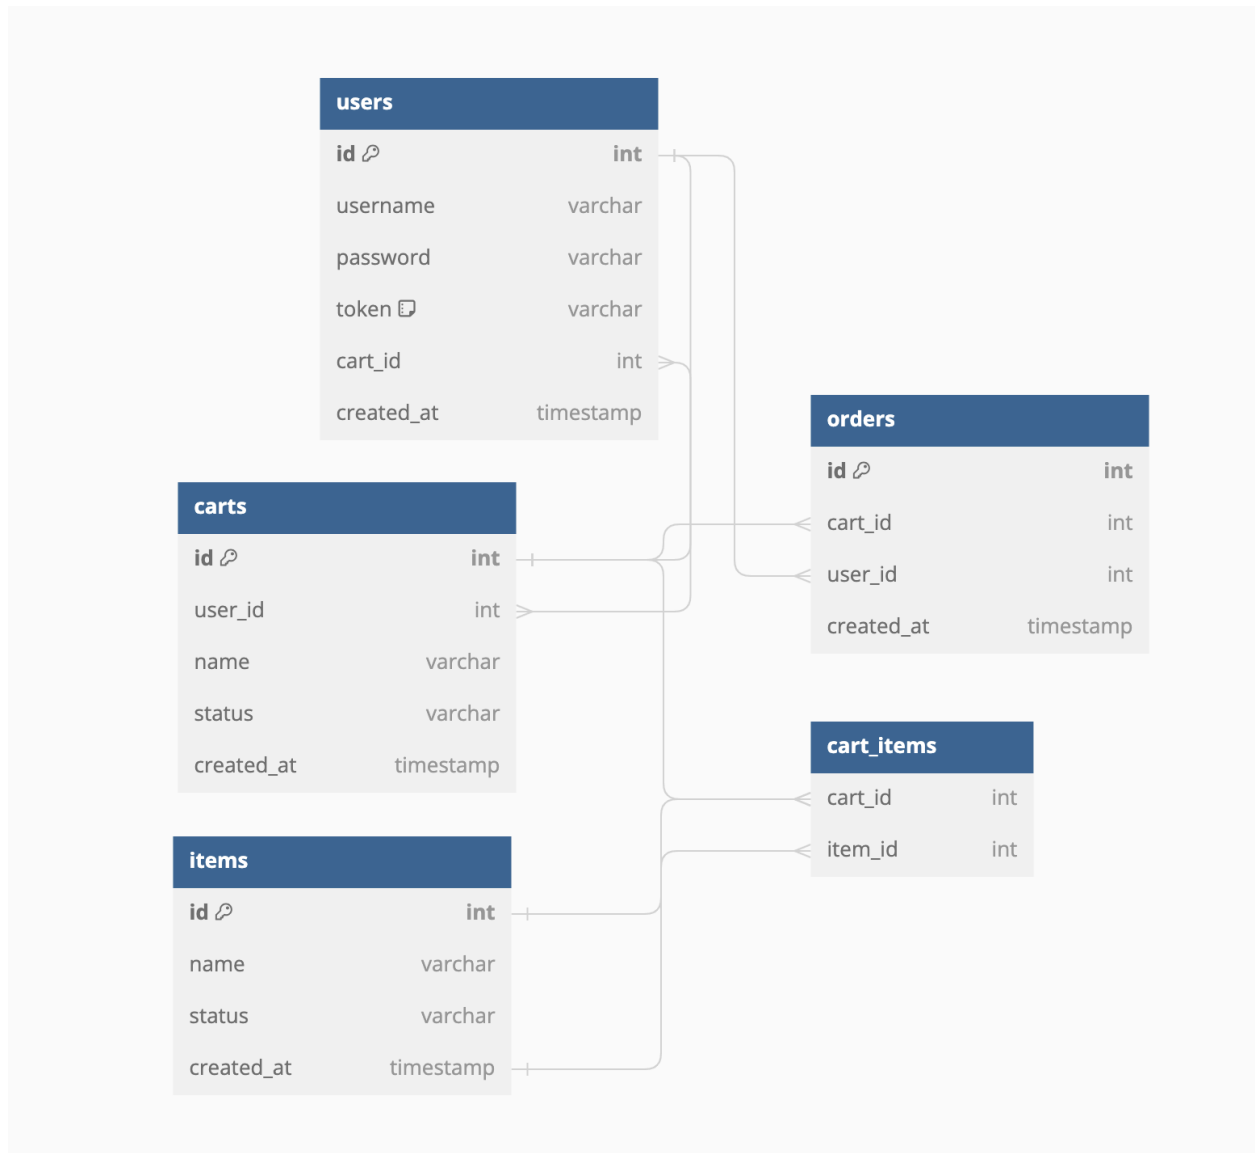 users
id int
username varchar
password varchar
token varchar
cart_id int
created_at timestamp
orders
id int
cart_id int
user_id int
created_at timestamp
carts
id int
user_id int
name varchar
status varchar
created_at timestamp
cart_items
cart_id int
item_id int
items
id int
name varchar
status varchar
created_at timestamp